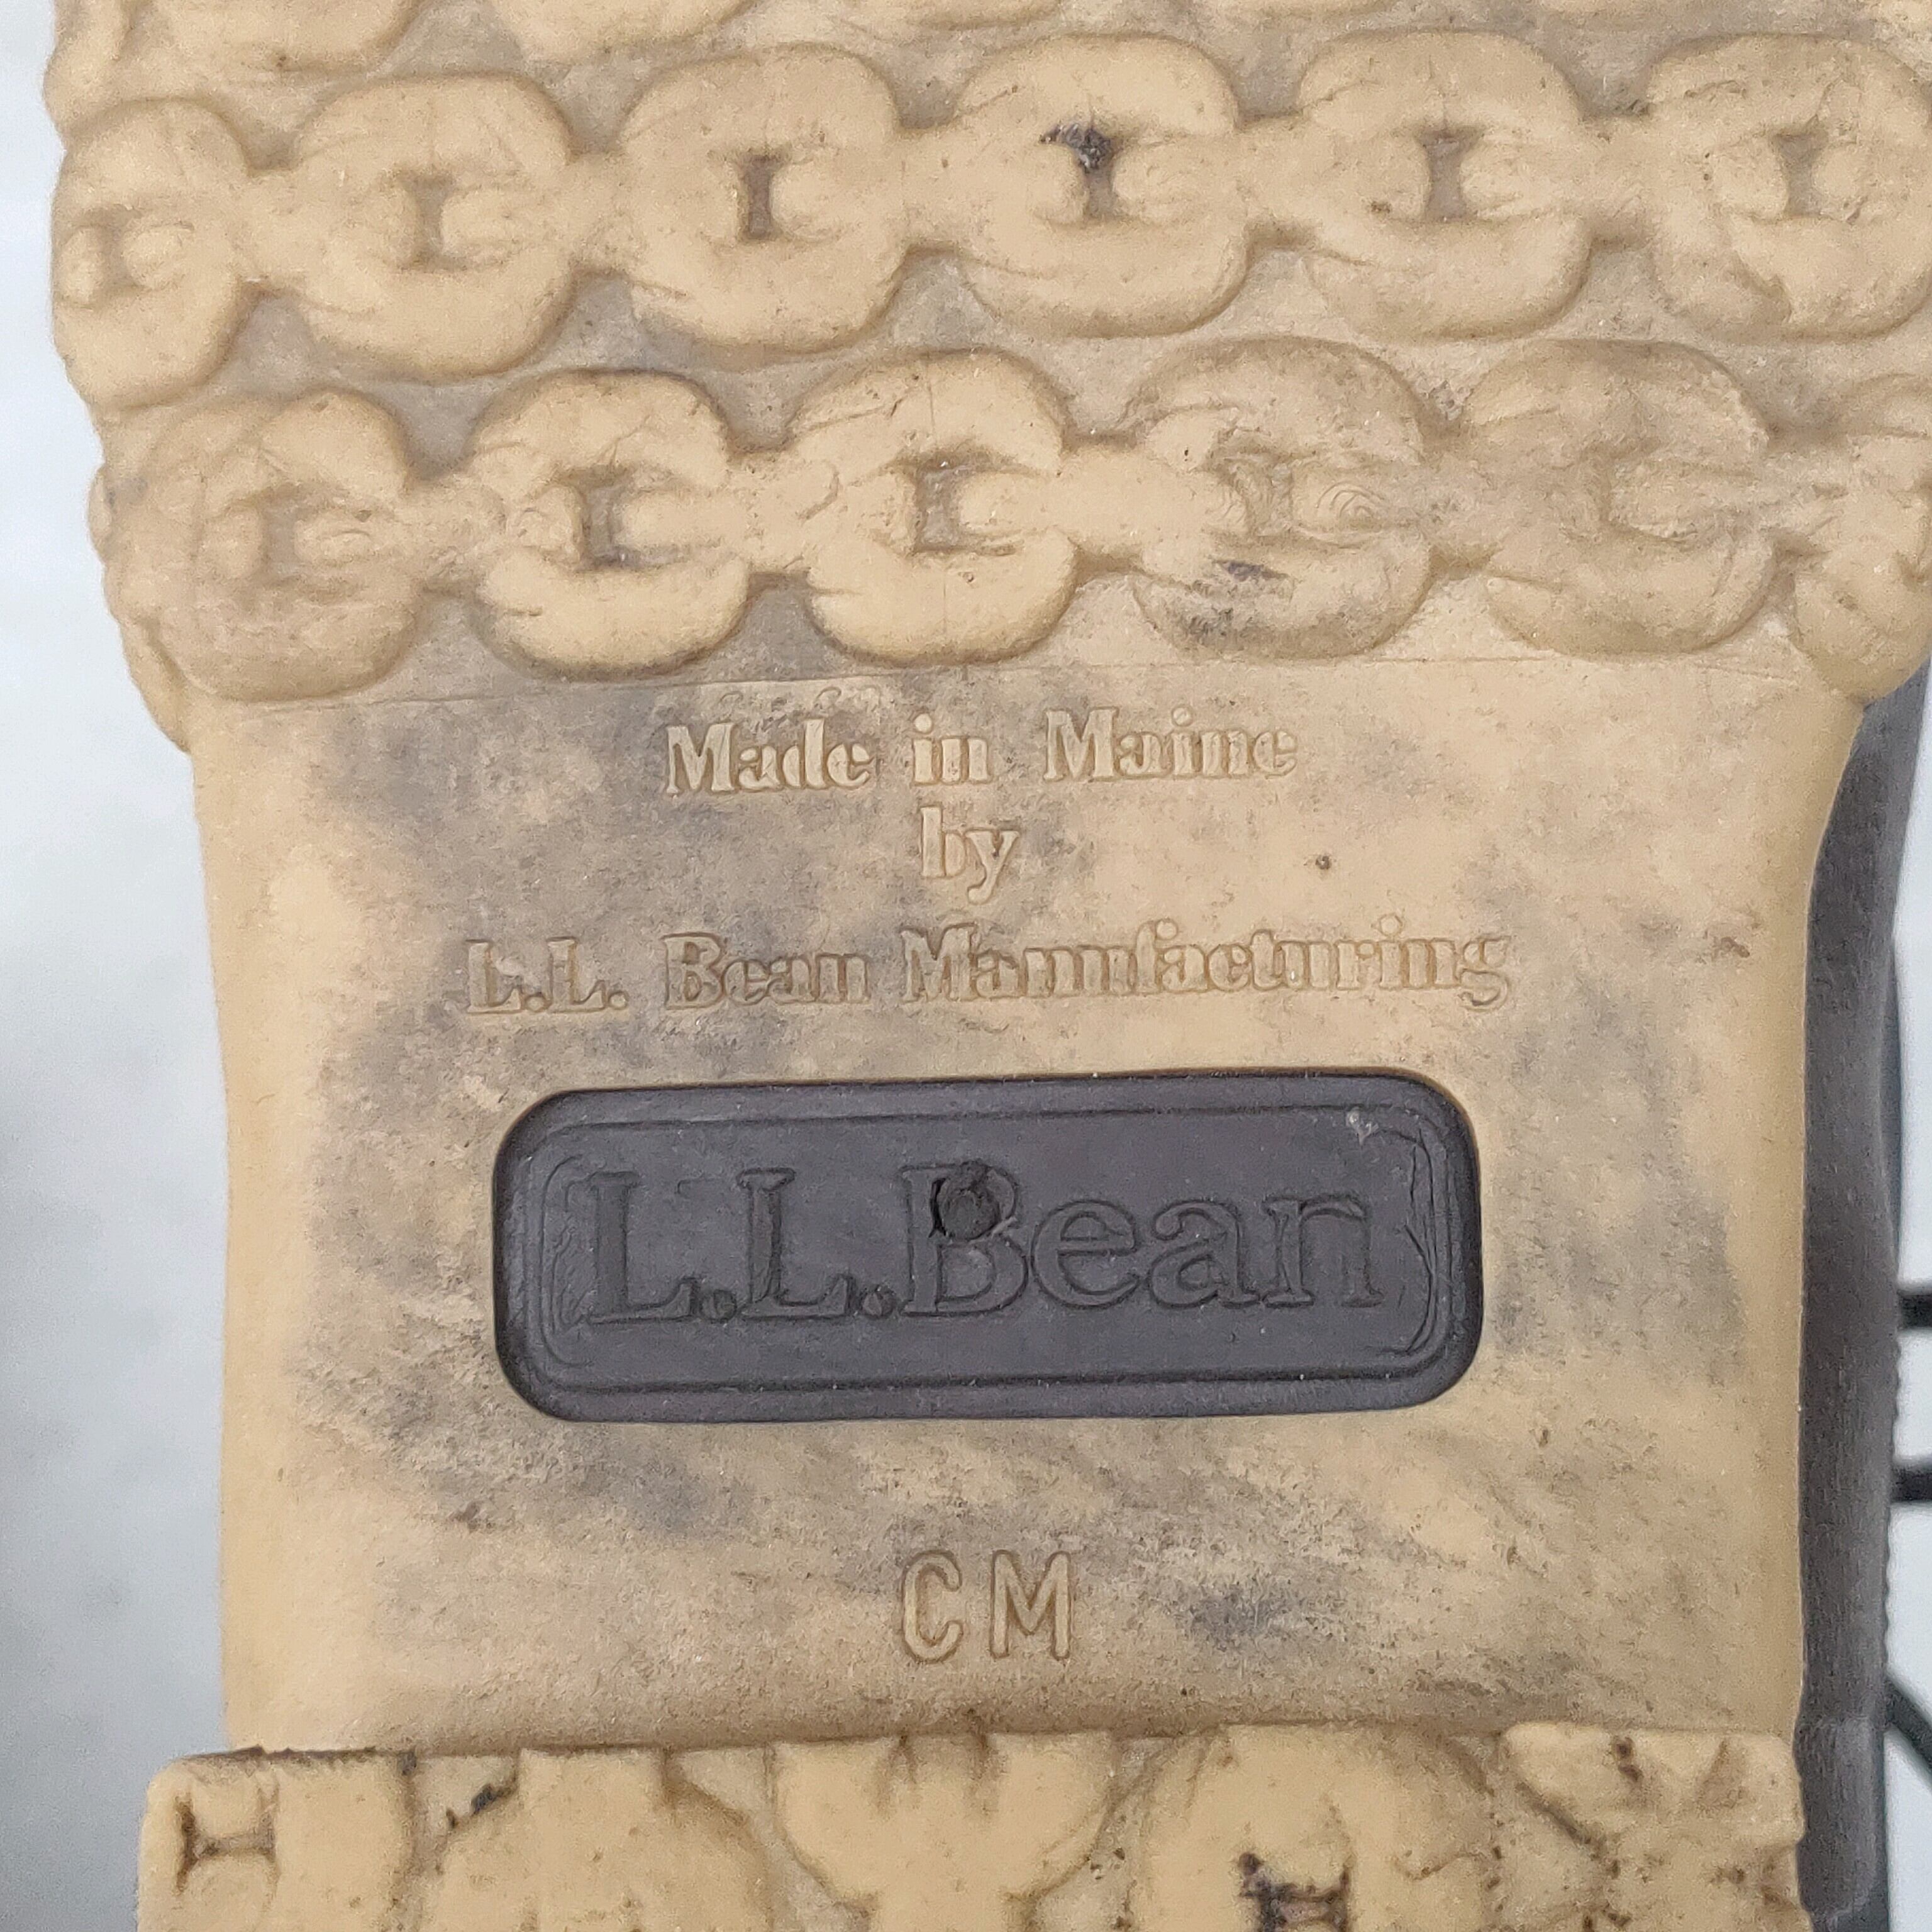 Made in Maine
by
L.L. Bean Manufacturing
L.L.Bean
CM